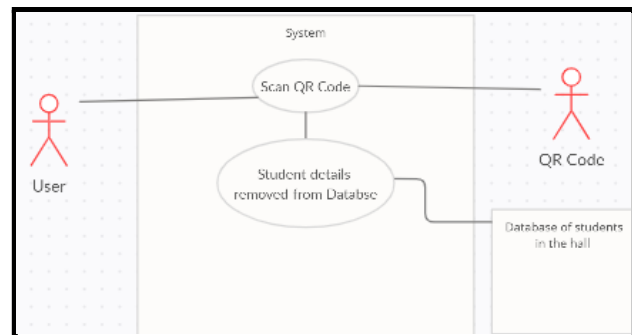 System
Scan QR Code
User
QR Code
Student details
removed from Databse
Database of students
in the hall